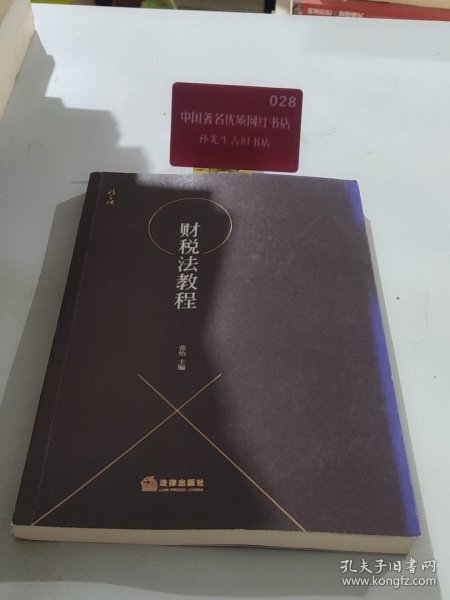 028
中国著名优质网红书店
孙先生古旧书店
财税法教程
张怡 主编
法律出版社
LAW PRESS·CHINA
孔夫子旧书网
www.kongfz.com